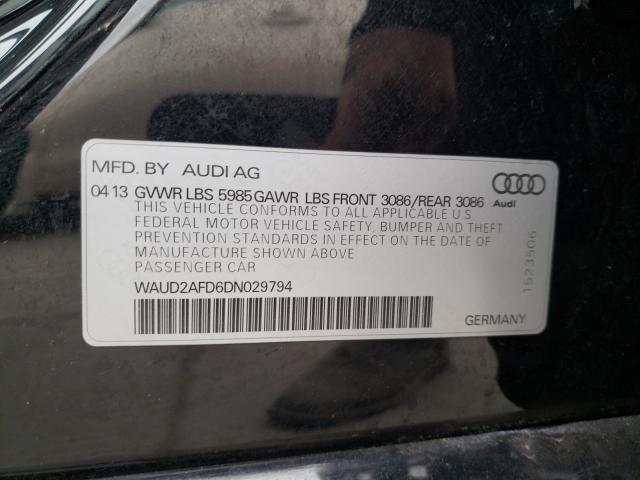 MFD. BY AUDI AG
04 13 GVWR LBS 5985 GAWR LBS FRONT 3086/REAR 3086
THIS VEHICLE CONFORMS TO ALL APPLICABLE U S
FEDERAL MOTOR VEHICLE SAFETY, BUMPER AND THEFT
PREVENTION STANDARDS IN EFFECT ON THE DATE OF
MANUFACTURE SHOWN ABOVE
PASSENGER CAR
WAUD2AFD6DN029794
GERMANY
Audi
1523506